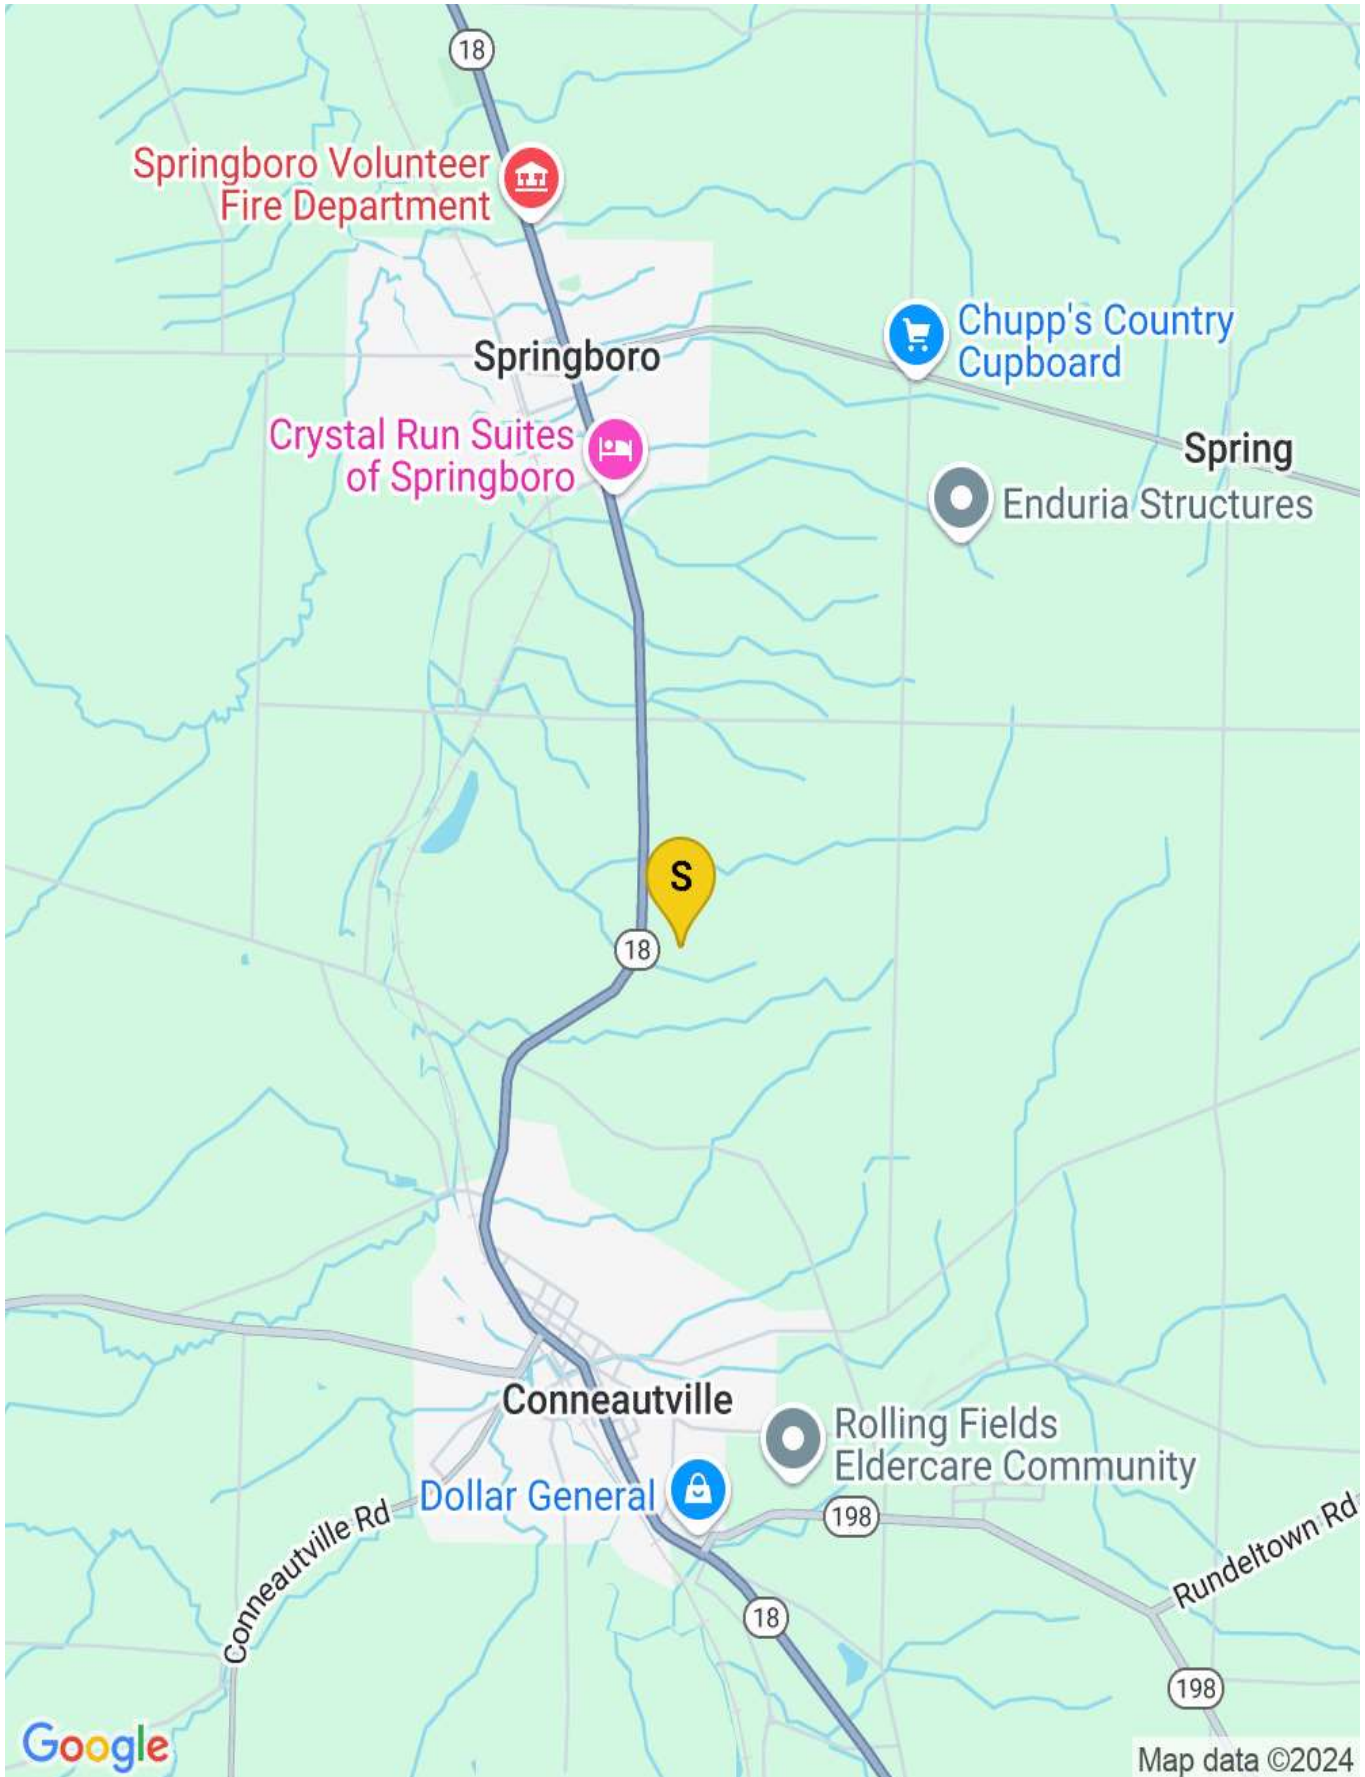 18
Springboro Volunteer
Fire Department
Chupp's Country
Cupboard
Springboro
Crystal Run Suites
of Springboro
Spring
Enduria Structures
S
18
Conneautville
Rolling Fields
Eldercare Community
Dollar General
198
Conneautville Rd
Rundeltown Rd
18
198
Google
Map data ©2024